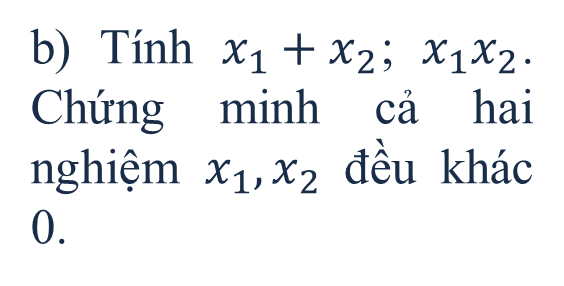 b) Tính 𝑥₁ + 𝑥₂; 𝑥₁𝑥₂.
Chứng minh cả hai
nghiệm 𝑥₁, 𝑥₂ đều khác
0.